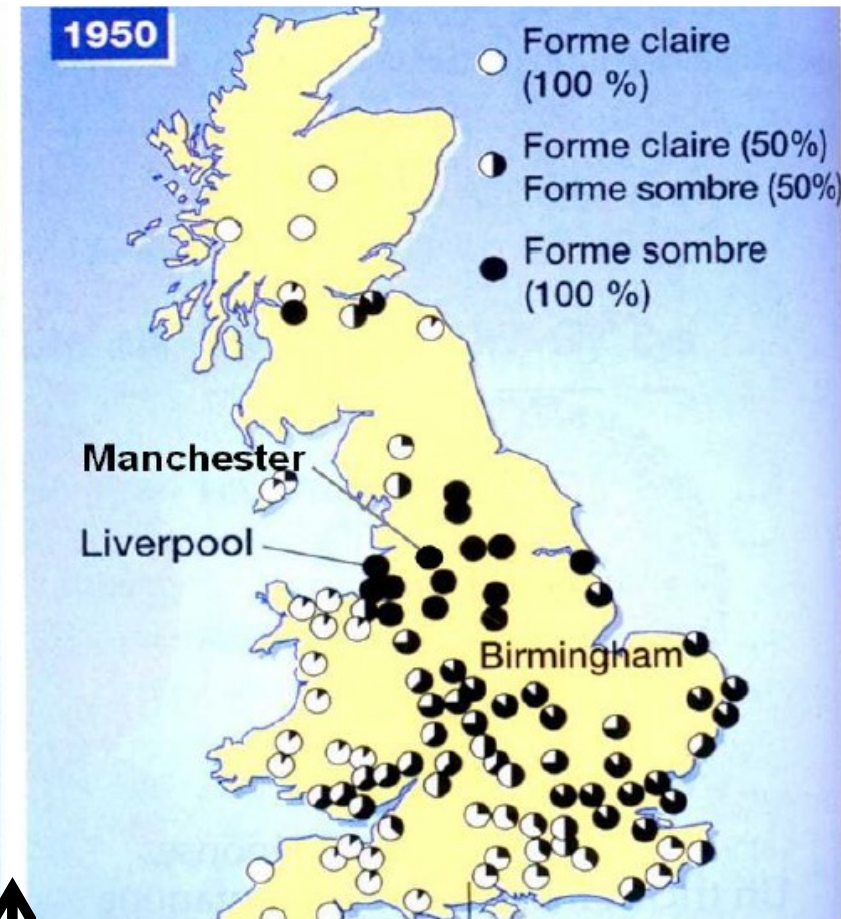 1950
Forme claire
(100 %)
Forme claire (50%)
Forme sombre (50%)
Forme sombre
(100 %)
Manchester
Liverpool
Birmingham